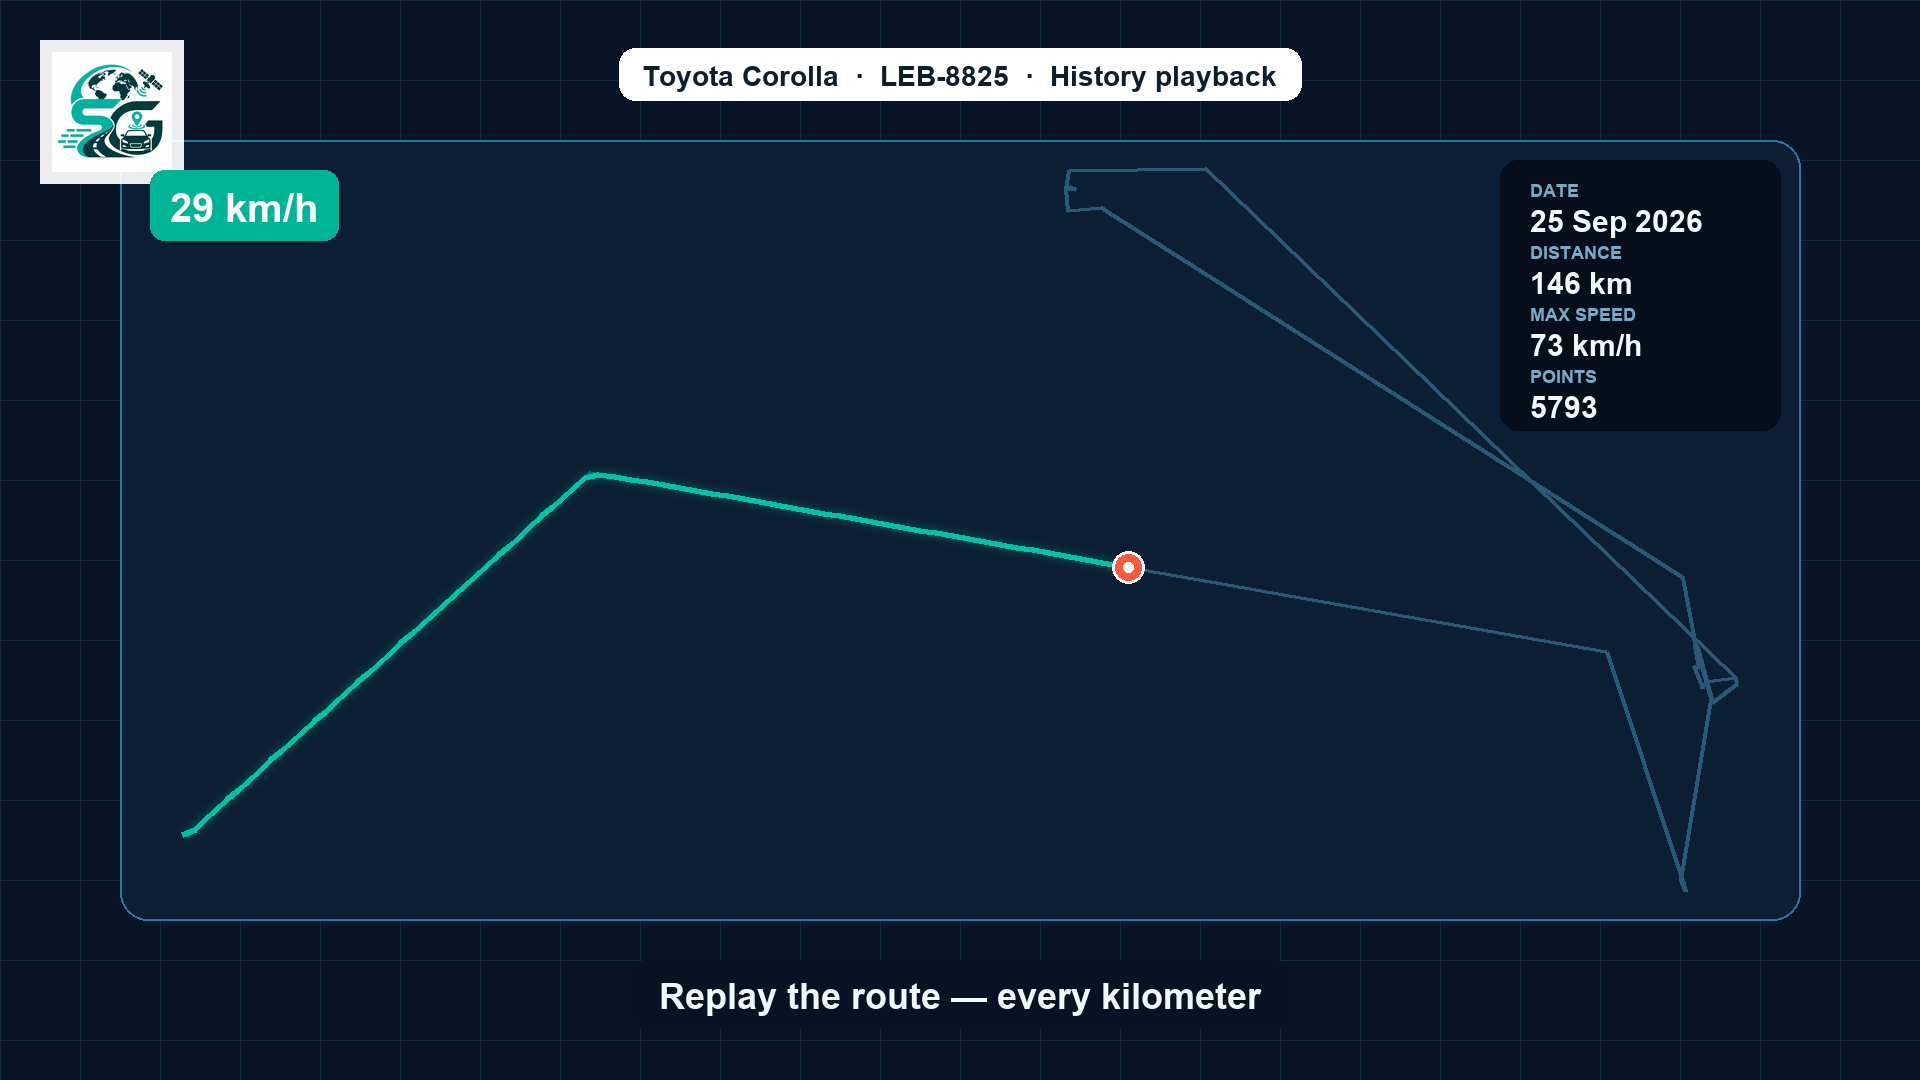 SG
Toyota Corolla · LEB-8825 · History playback
29 km/h
DATE
25 Sep 2026
DISTANCE
146 km
MAX SPEED
73 km/h
POINTS
5793
Replay the route — every kilometer